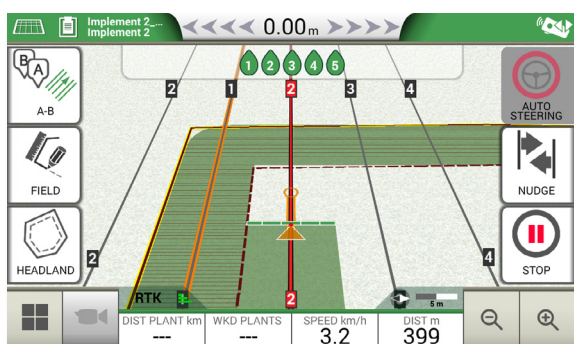 Implement 2_...
Implement 2
0.00 m
1 2 3 4 5
B
A
A-B
2 1 2 3 4
AUTO
STEERING
FIELD
NUDGE
HEADLAND
2
4
STOP
RTK
2
5 m
DIST PLANT km
---
WKD PLANTS
---
SPEED km/h
3.2
DIST m
399